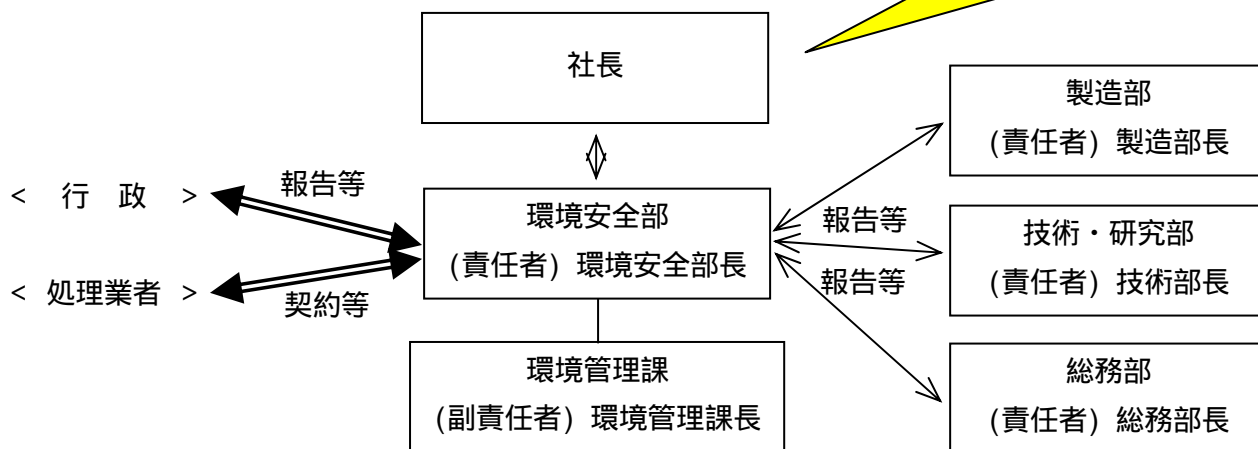 社長
製造部
(責任者) 製造部長
< 行 政 >
報告等
環境安全部
(責任者) 環境安全部長
報告等
技術・研究部
(責任者) 技術部長
< 処理業者 >
契約等
報告等
環境管理課
(副責任者) 環境管理課長
総務部
(責任者) 総務部長